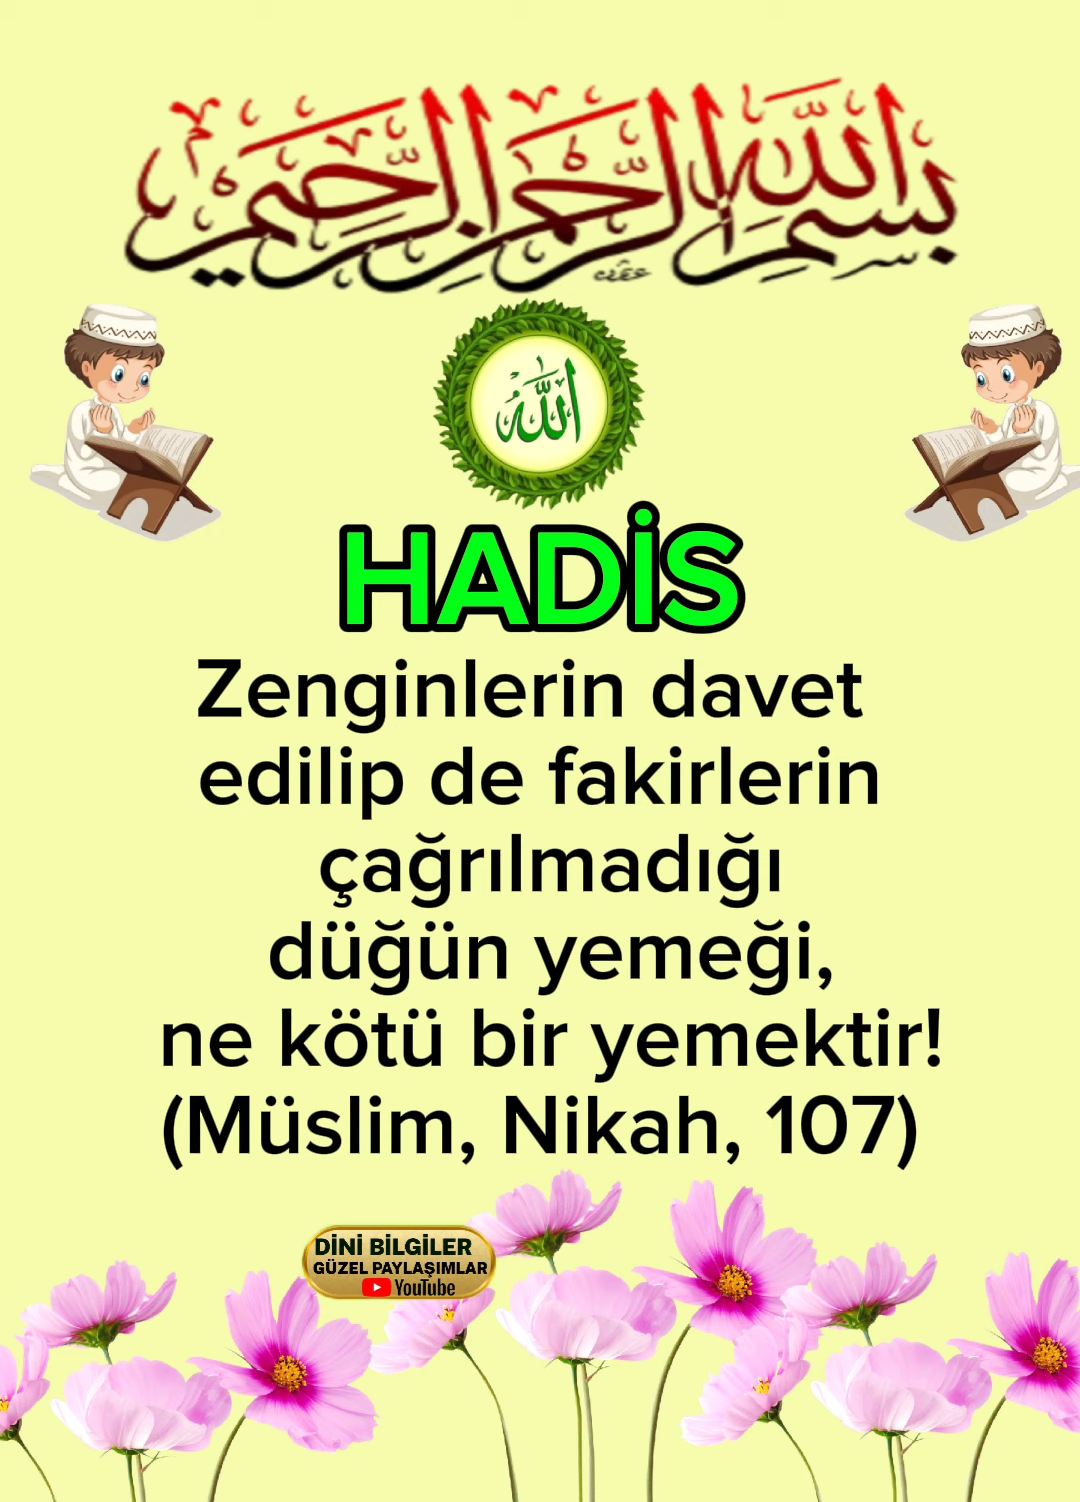 بسم الله الرحمن الرحيم
الله
HADİS
Zenginlerin davet
edilip de fakirlerin
çağrılmadığı
düğün yemeği,
ne kötü bir yemektir!
(Müslim, Nikah, 107)
DİNİ BİLGİLER
GÜZEL PAYLAŞIMLAR
YouTube